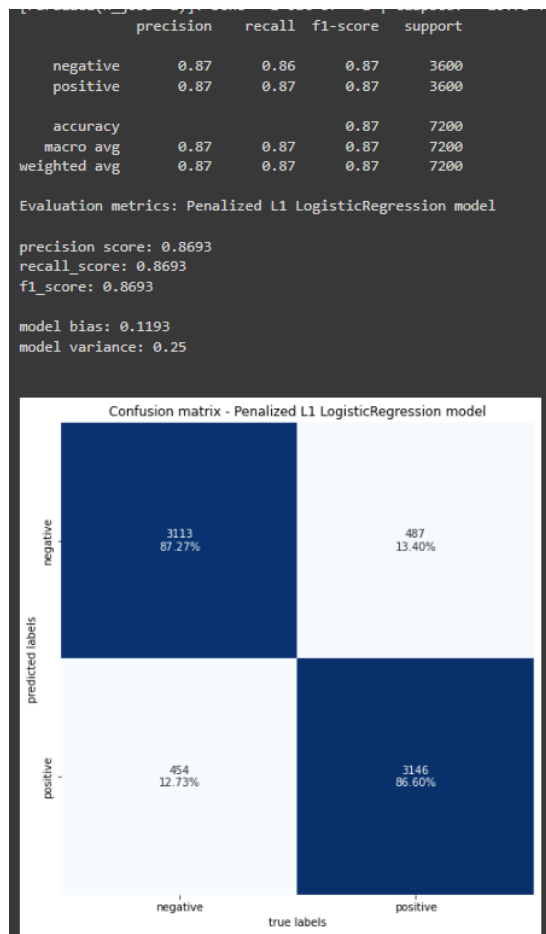 precision recall f1-score support
negative 0.87 0.86 0.87 3600
positive 0.87 0.87 0.87 3600
accuracy 0.87 7200
macro avg 0.87 0.87 0.87 7200
weighted avg 0.87 0.87 0.87 7200
Evaluation metrics: Penalized L1 LogisticRegression model
precision score: 0.8693
recall_score: 0.8693
f1_score: 0.8693
model bias: 0.1193
model variance: 0.25
Confusion matrix - Penalized L1 LogisticRegression model
negative
3113
87.27%
487
13.40%
predicted labels
positive
454
12.73%
3146
86.60%
negative
positive
true labels